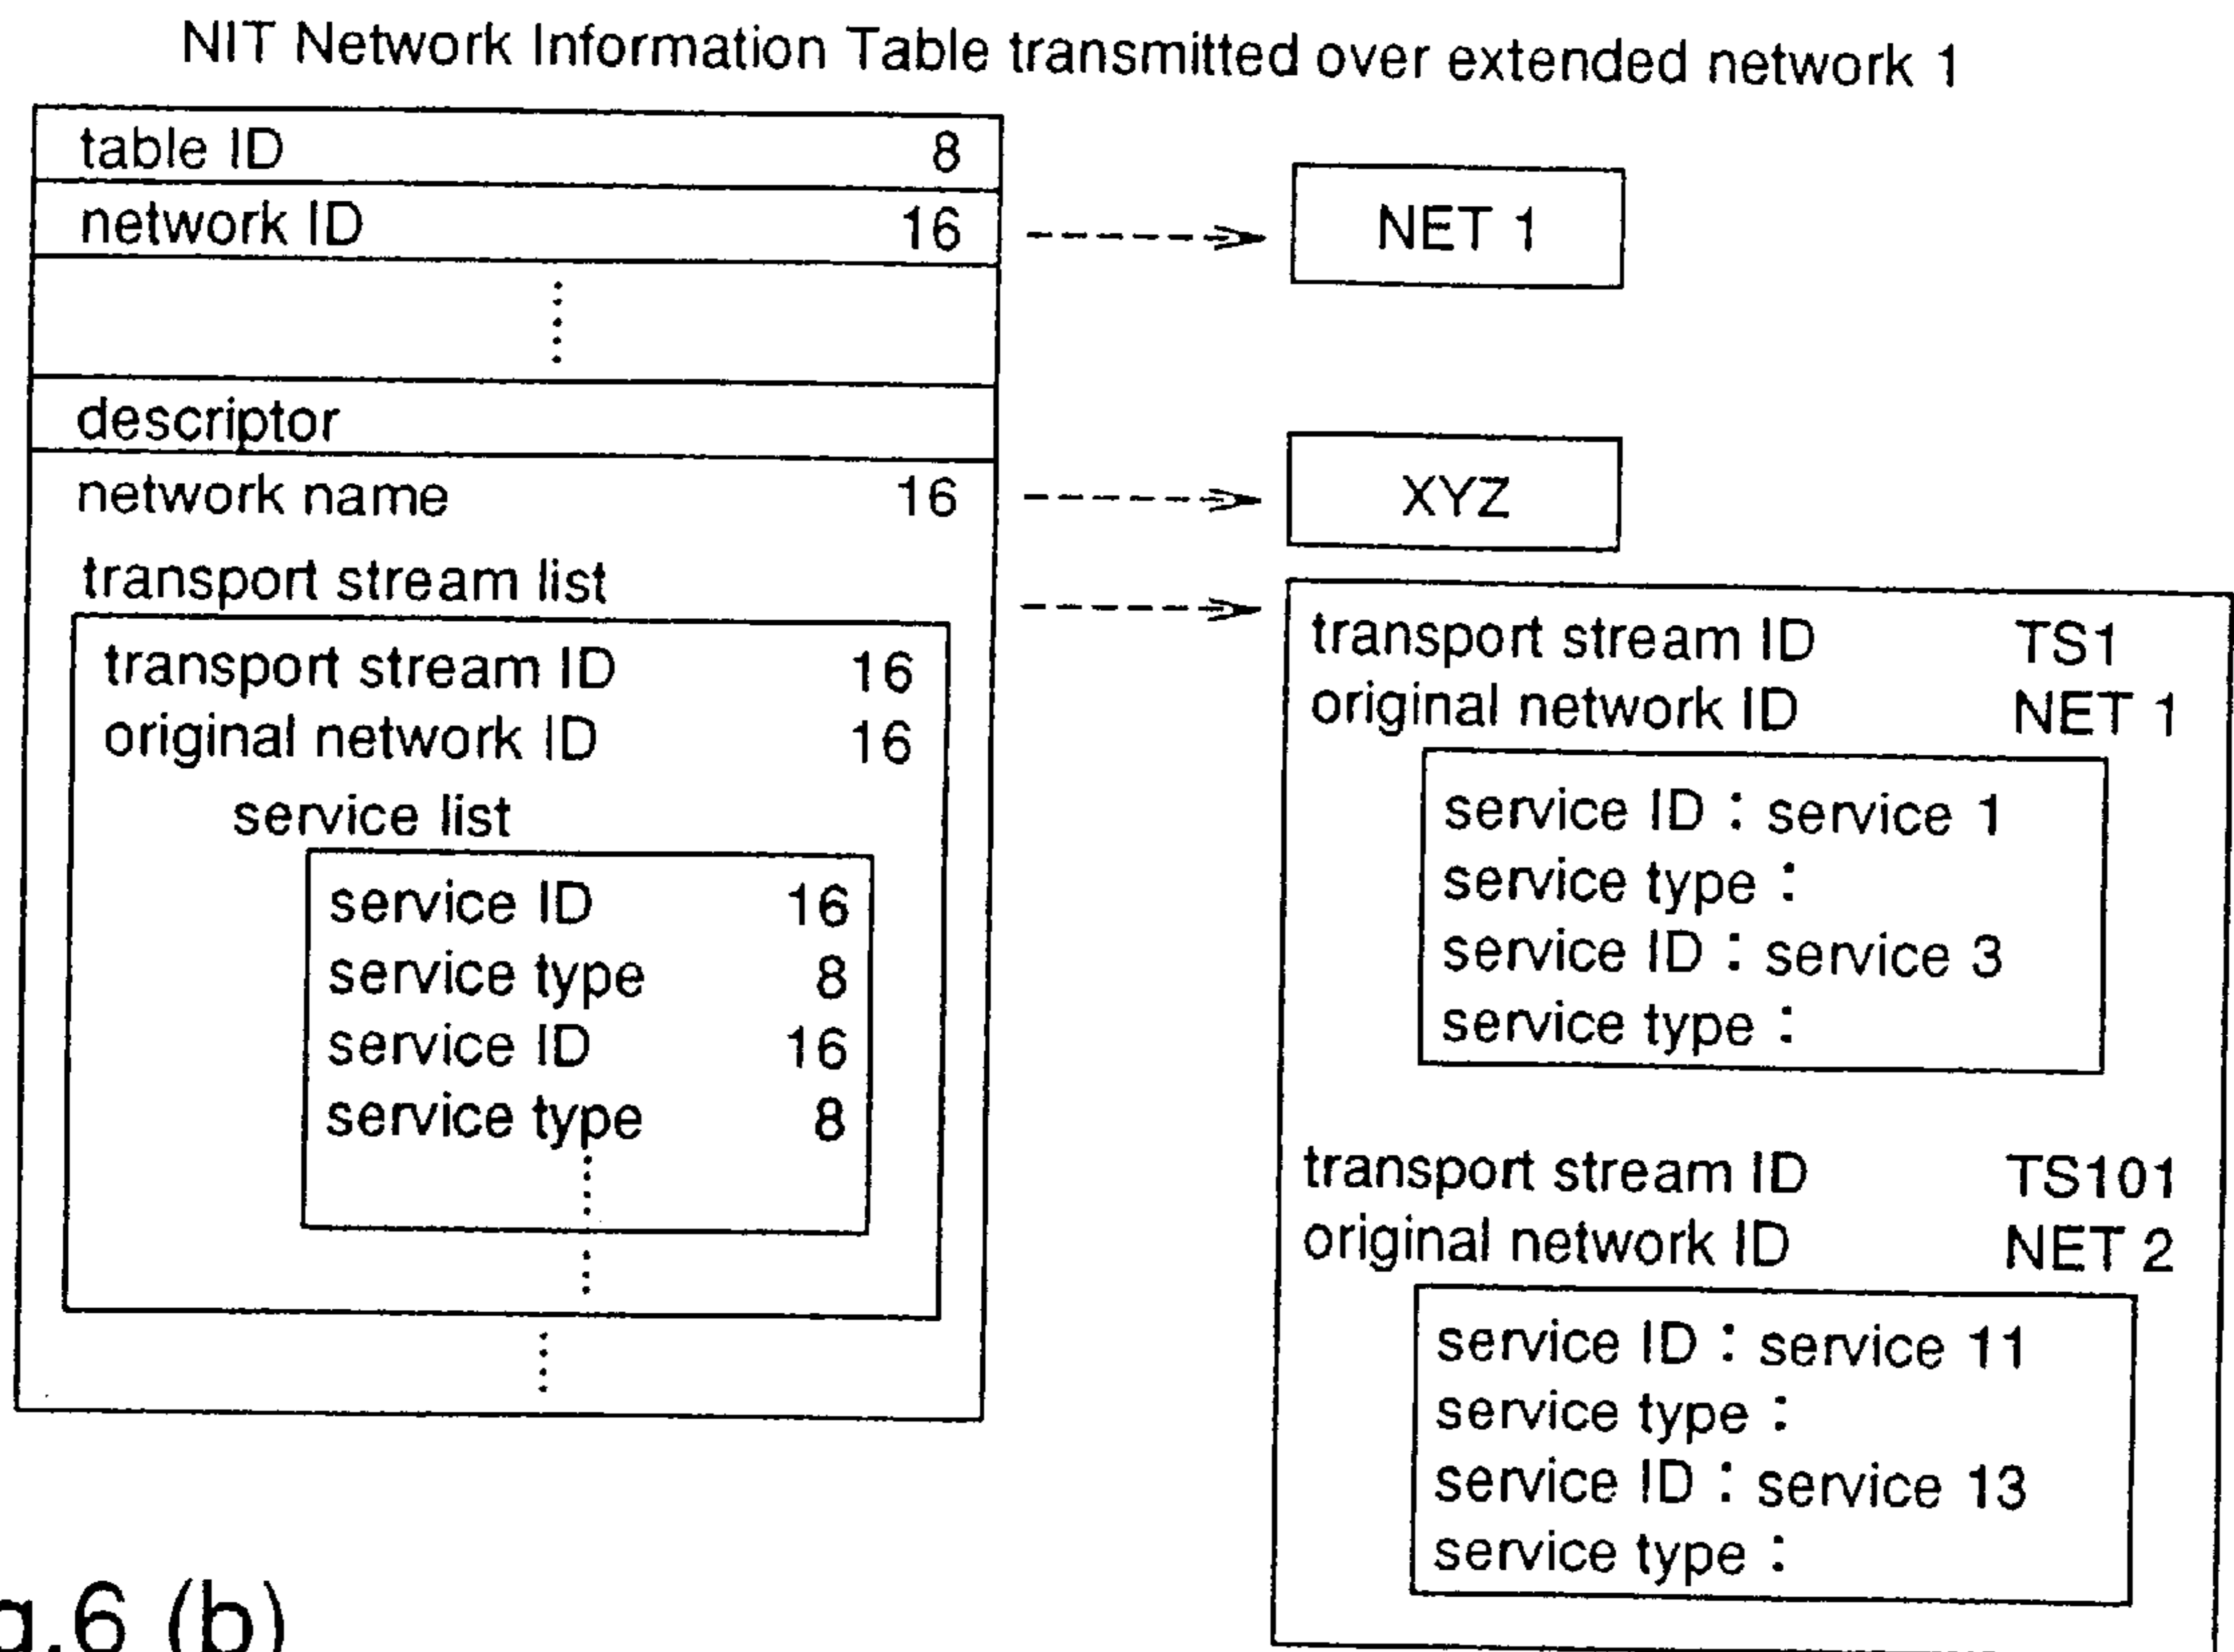 NIT Network Information Table transmitted over extended network 1
table ID 8
network ID 16
NET 1
descriptor
network name 16
XYZ
transport stream list
transport stream ID 16
original network ID 16
service list
service ID 16
service type 8
service ID 16
service type 8
transport stream ID TS1
original network ID NET 1
service ID : service 1
service type :
service ID : service 3
service type :
transport stream ID TS101
original network ID NET 2
service ID : service 11
service type :
service ID : service 13
service type :
g.6 (b)